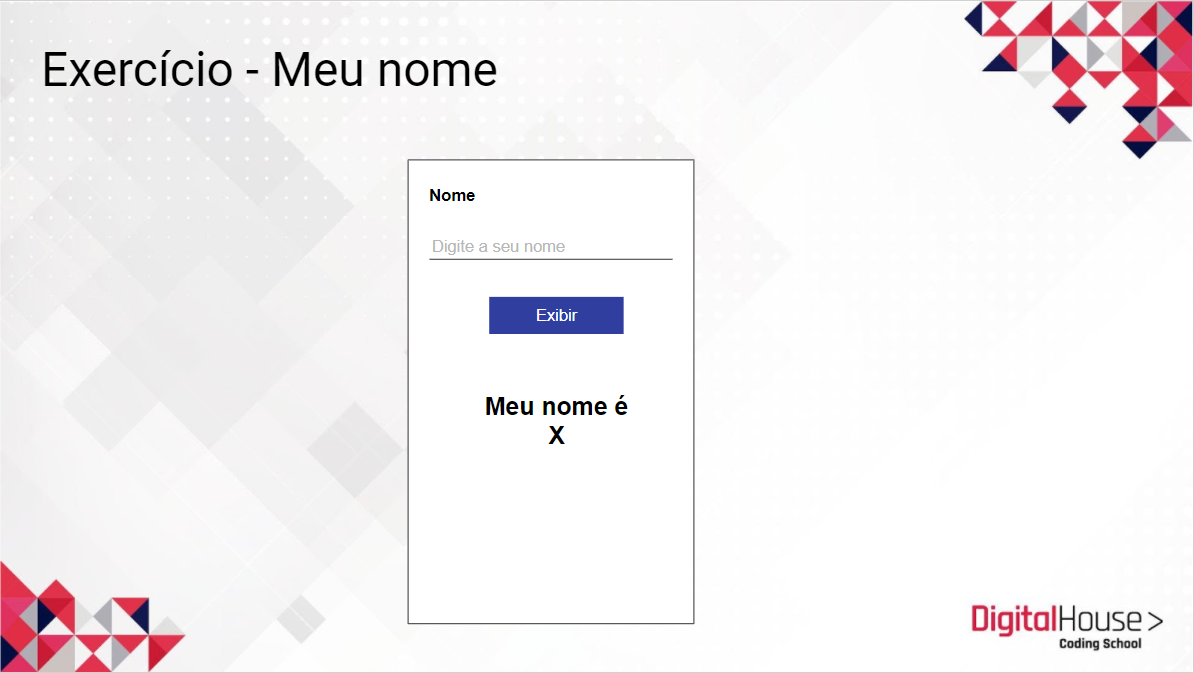 Exercício - Meu nome
Nome
Digite a seu nome
Exibir
Meu nome é
X
DigitalHouse>
Coding School